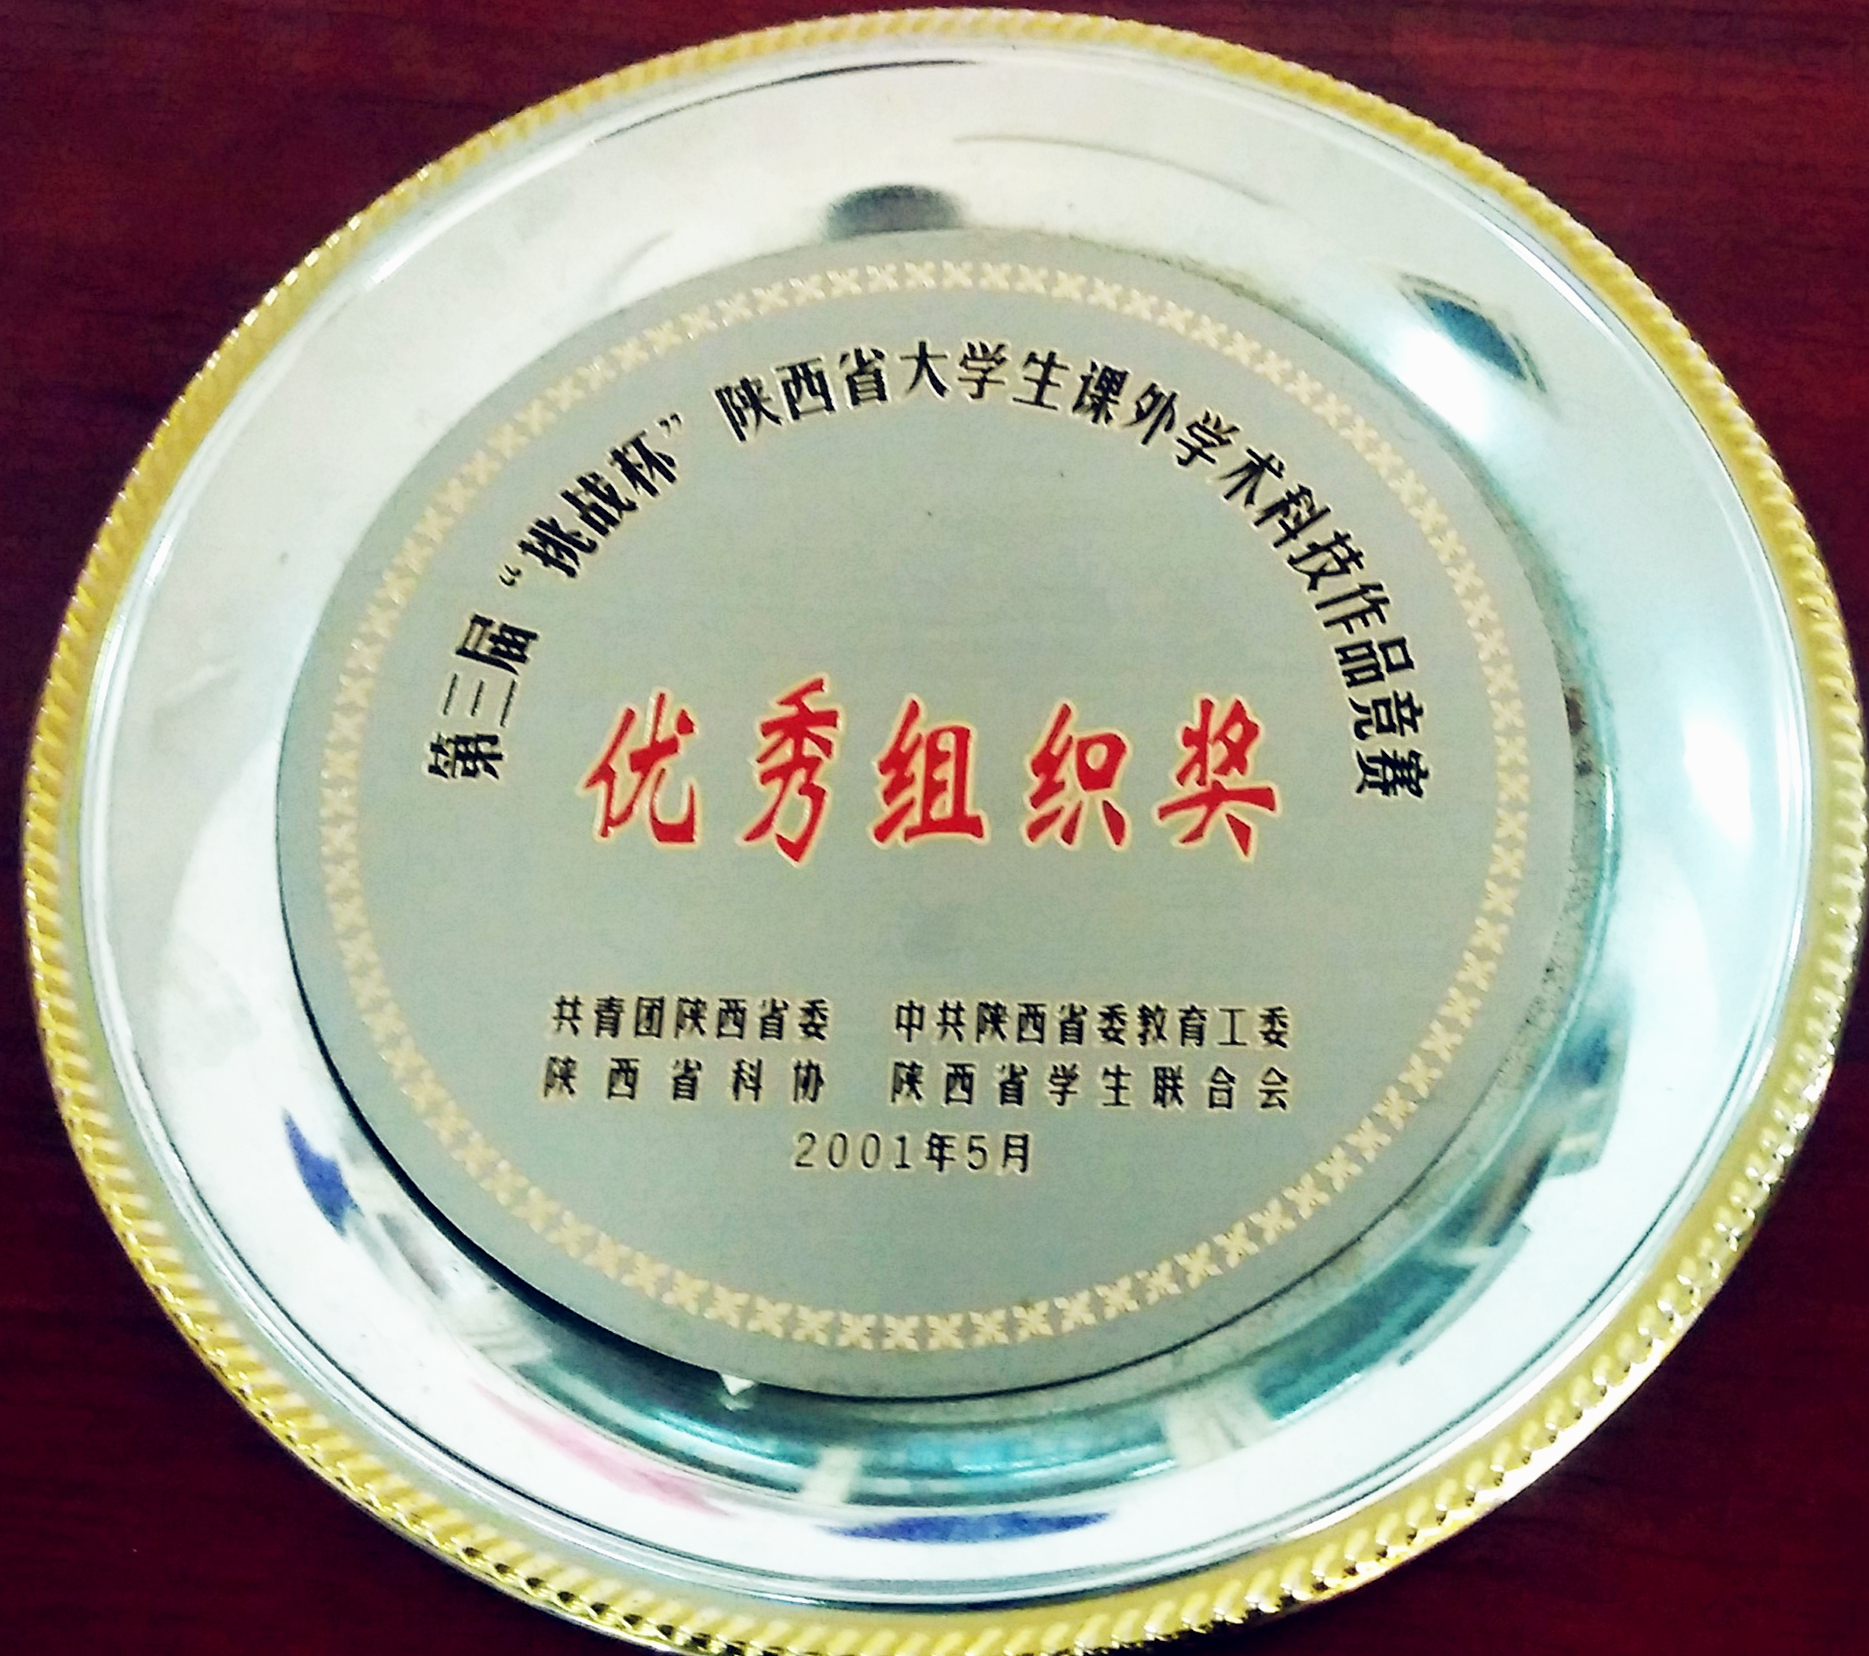 第三届“挑战杯”陕西省大学生课外学术科技作品竞赛
优秀组织奖
共青团陕西省委 中共陕西省委教育工委
陕西省科协 陕西省学生联合会
2001年5月